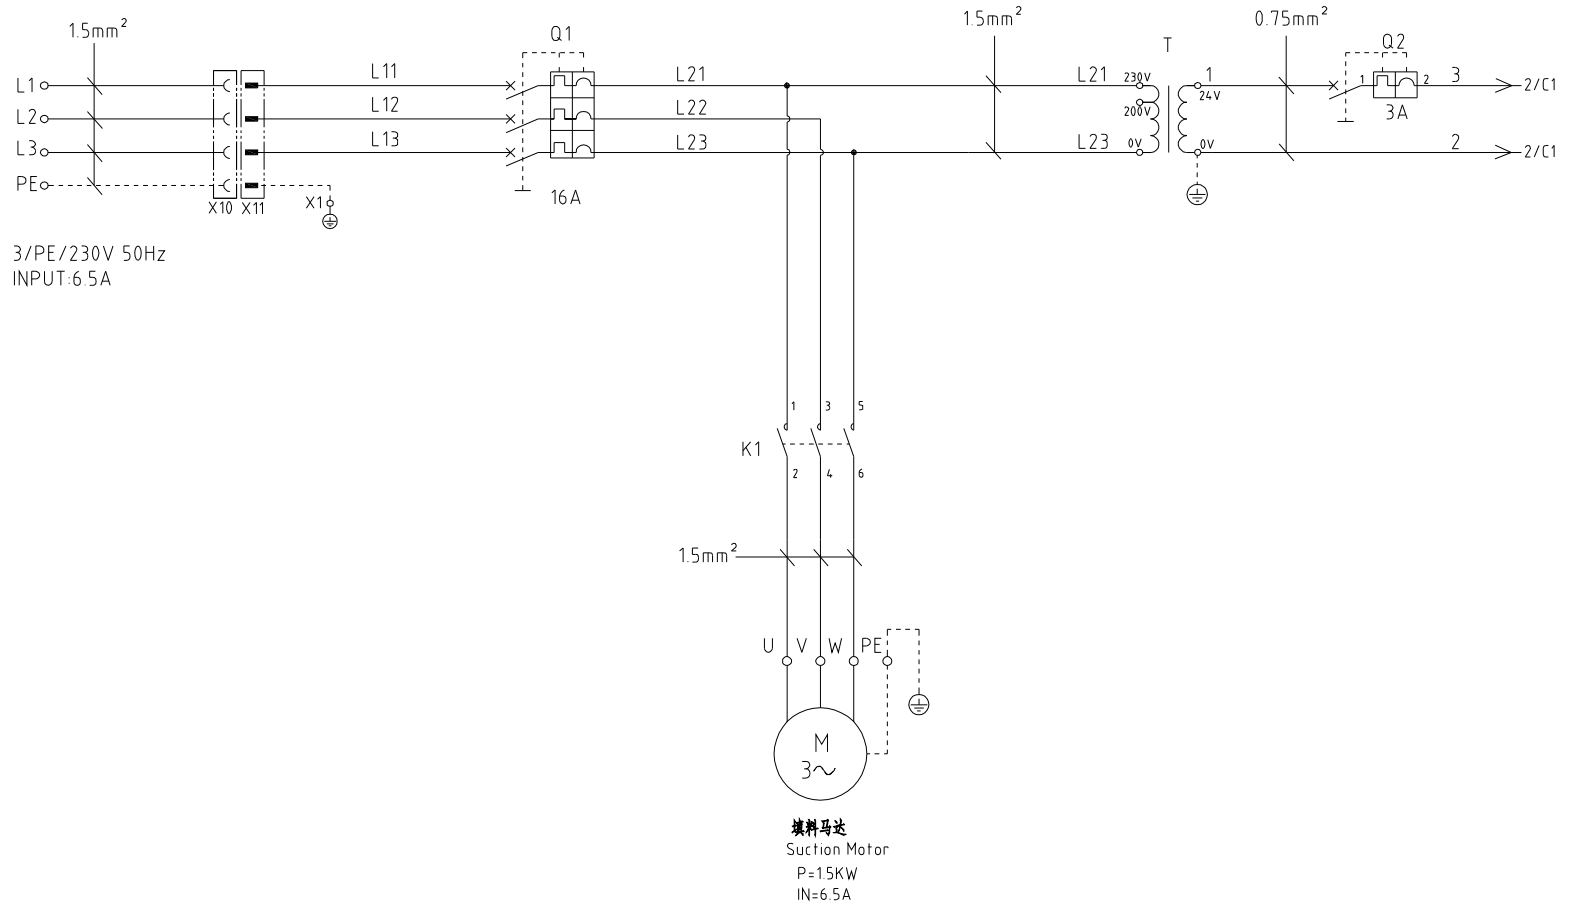 1.5mm²
Q1
1.5mm²
0.75mm²
T
Q2
L1
L11
L21
L21
230V
1
24V
1
2
3
2/C1
3A
L2
L12
L22
200V
L3
L13
L23
L23
0V
0V
2
2/C1
PE
X10
X11
X1
16A
3/PE/230V 50Hz
INPUT:6.5A
1
3
5
K1
2
4
6
1.5mm²
U
V
W
PE
M
3~
填料马达
Suction Motor
P=1.5KW
IN=6.5A